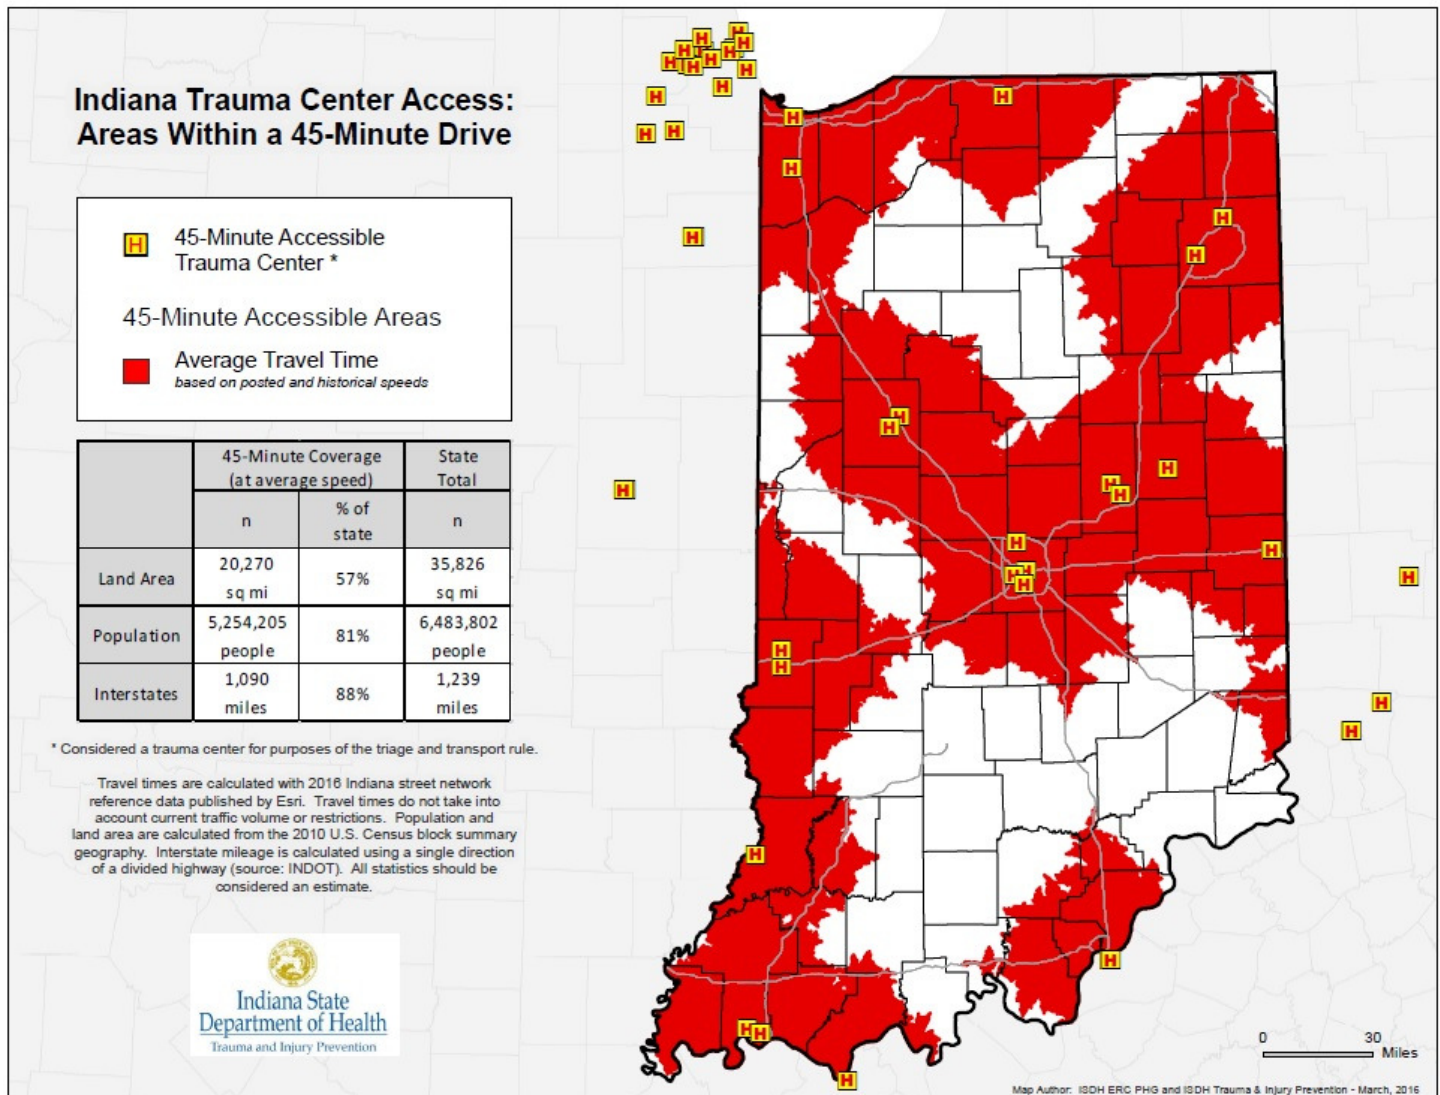 Indiana Trauma Center Access:
Areas Within a 45-Minute Drive
H 45-Minute Accessible
Trauma Center *
45-Minute Accessible Areas
Average Travel Time
based on posted and historical speeds
45-Minute Coverage
(at average speed)
State
Total
n
% of
state
n
Land Area
20,270
sq mi
57%
35,826
sq mi
Population
5,254,205
people
81%
6,483,802
people
Interstates
1,090
miles
88%
1,239
miles
* Considered a trauma center for purposes of the triage and transport rule.
Travel times are calculated with 2016 Indiana street network
reference data published by Esri. Travel times do not take into
account current traffic volume or restrictions. Population and
land area are calculated from the 2010 U.S. Census block summary
geography. Interstate mileage is calculated using a single direction
of a divided highway (source: INDOT). All statistics should be
considered an estimate.
Indiana State
Department of Health
Trauma and Injury Prevention
0 30
Miles
Map Author: ISDH ERC PHG and ISDH Trauma & Injury Prevention - March, 2016